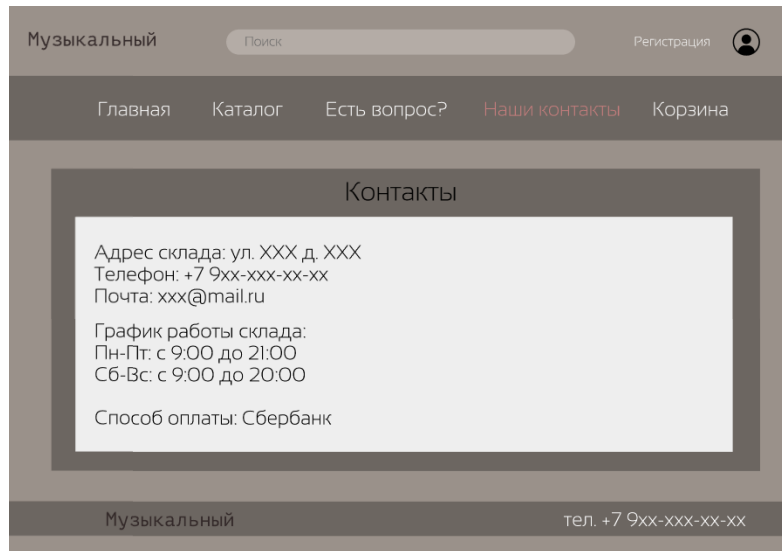 Музыкальный
Поиск
Регистрация
Главная Каталог Есть вопрос? Наши контакты Корзина
Контакты
Адрес склада: ул. XXX д. XXX
Телефон: +7 9xx-xxx-xx-xx
Почта: xxx@mail.ru
График работы склада:
Пн-Пт: с 9:00 до 21:00
Сб-Вс: с 9:00 до 20:00
Способ оплаты: Сбербанк
Музыкальный
тел. +7 9xx-xxx-xx-xx